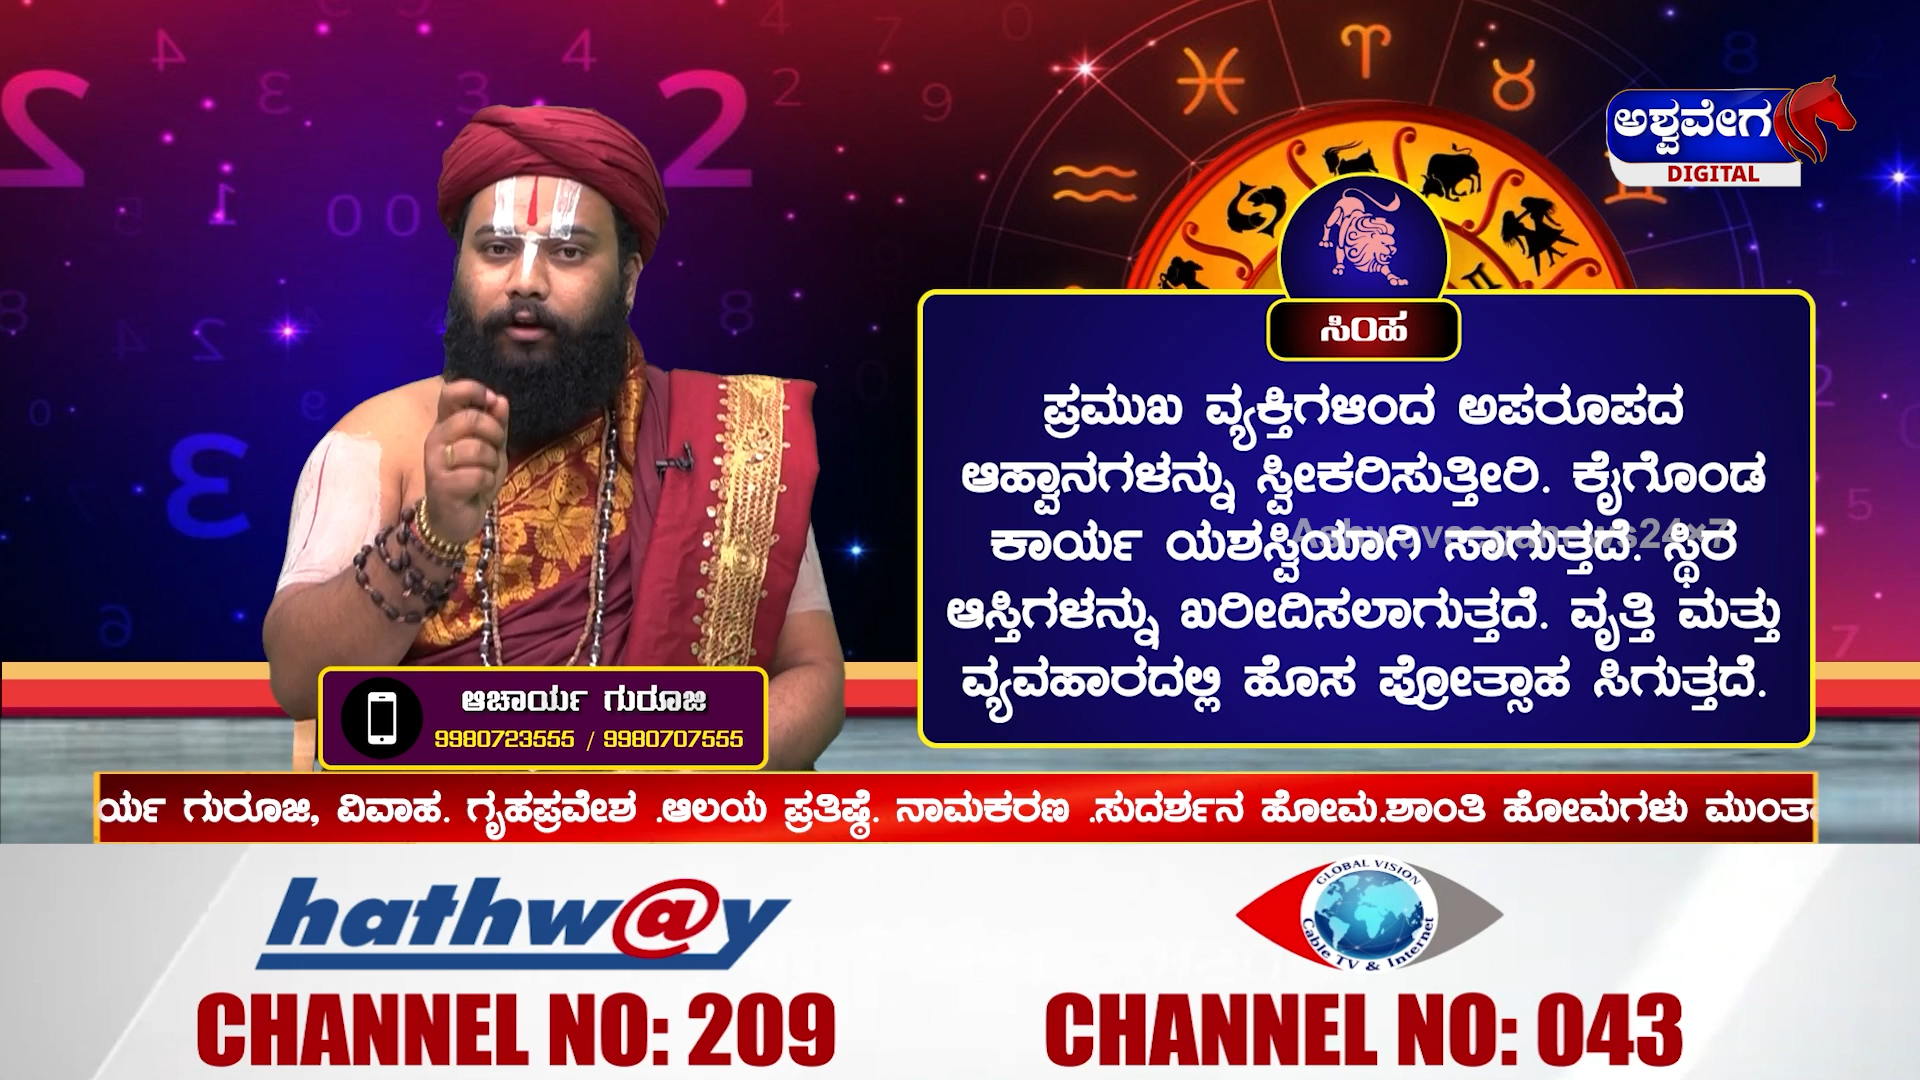 ಅಶ್ವವೇಗ
DIGITAL
ಸಿಂಹ
ಪ್ರಮುಖ ವ್ಯಕ್ತಿಗಳಿಂದ ಅಪರೂಪದ
ಆಹ್ವಾನಗಳನ್ನು ಸ್ವೀಕರಿಸುತ್ತೀರಿ. ಕೈಗೊಂಡ
ಕಾರ್ಯ ಯಶಸ್ವಿಯಾಗಿ ಸಾಗುತ್ತದೆ. ಸ್ಥಿರ
ಆಸ್ತಿಗಳನ್ನು ಖರೀದಿಸಲಾಗುತ್ತದೆ. ವೃತ್ತಿ ಮತ್ತು
ವ್ಯವಹಾರದಲ್ಲಿ ಹೊಸ ಪ್ರೋತ್ಸಾಹ ಸಿಗುತ್ತದೆ.
ಆಚಾರ್ಯ ಗುರೂಜಿ
9980723555 / 9980707555
ರ್ಯ ಗುರೂಜಿ, ವಿವಾಹ. ಗೃಹಪ್ರವೇಶ .ಆಲಯ ಪ್ರತಿಷ್ಠೆ. ನಾಮಕರಣ .ಸುದರ್ಶನ ಹೋಮ.ಶಾಂತಿ ಹೋಮಗಳು ಮುಂತಾ
hathw@y
GLOBAL VISION
Cable TV & Internet
CHANNEL NO: 209
CHANNEL NO: 043